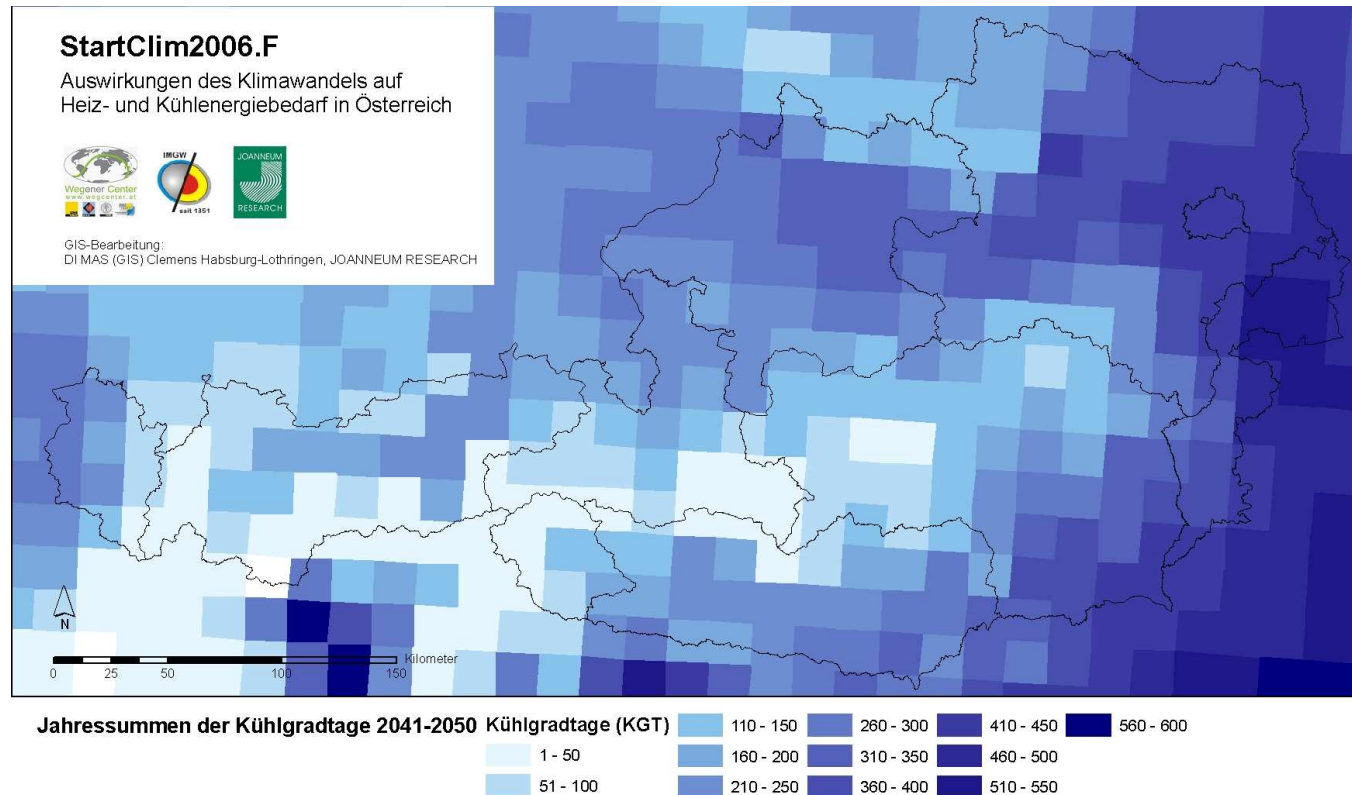 StartClim2006.F
Auswirkungen des Klimawandels auf
Heiz- und Kühlenergiebedarf in Österreich
IMGW
JOANNEUM
Wegener Center
www.wegcenter.at
seit 1351
RESEARCH
GIS-Bearbeitung:
DI MAS (GIS) Clemens Habsburg-Lothringen, JOANNEUM RESEARCH
N
Kilometer
0 25 50 100 150
Jahressummen der Kühlgradtage 2041-2050
Kühlgradtage (KGT)
1 - 50
51 - 100
110 - 150
160 - 200
210 - 250
260 - 300
310 - 350
360 - 400
410 - 450
460 - 500
510 - 550
560 - 600